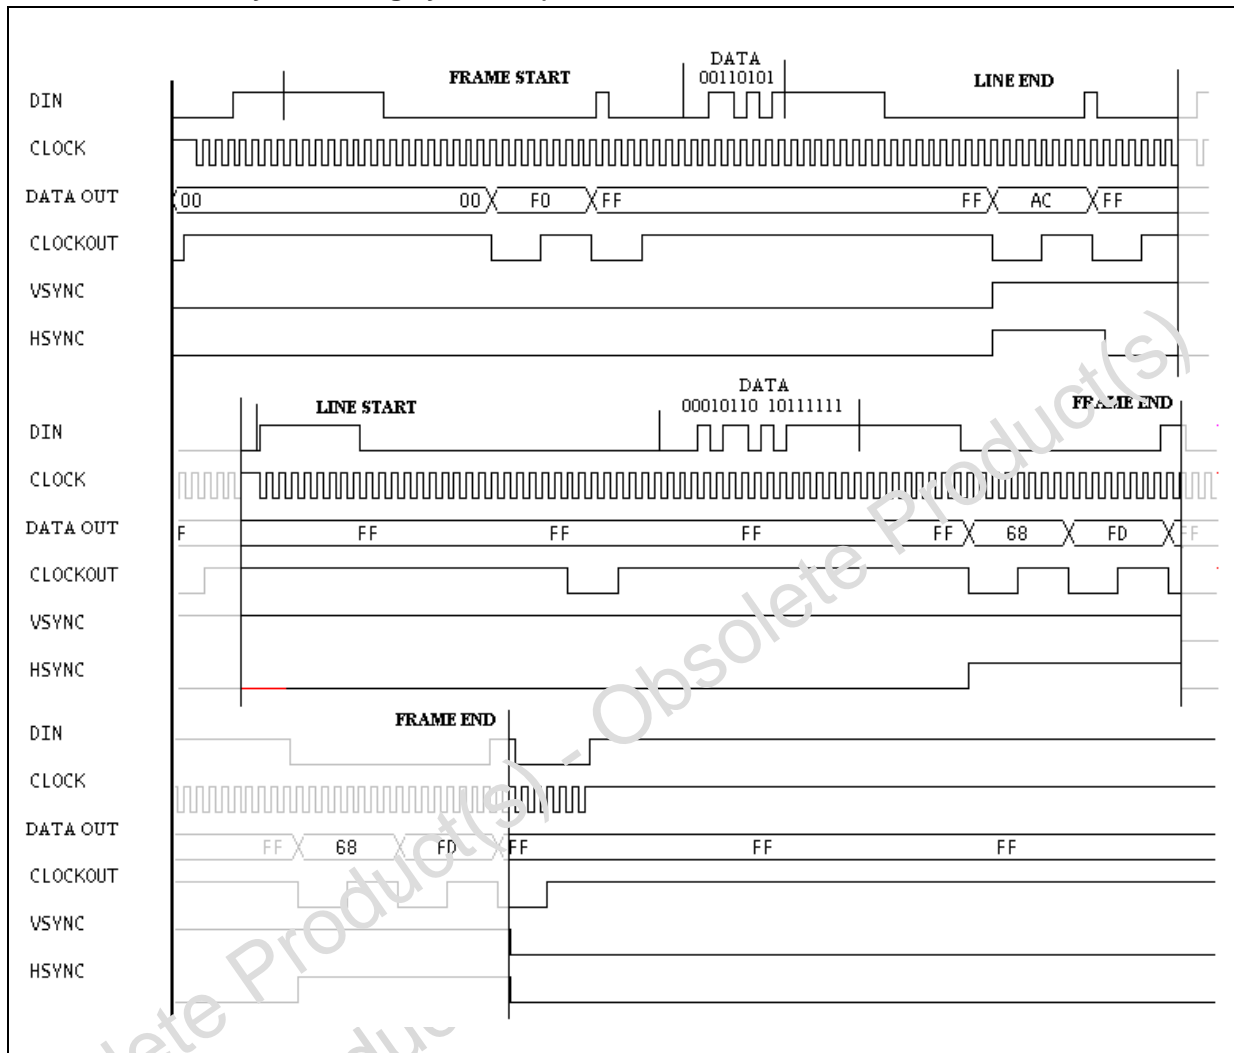 DATA
FRAME START 00110101 LINE END
DIN
CLOCK
DATA OUT 00 00 F0 FF FF AC FF
CLOCKOUT
VSYNC
HSYNC
DATA
LINE START 00010110 10111111 FRAME END
DIN
CLOCK
DATA OUT F FF FF FF FF 68 FD FF
CLOCKOUT
VSYNC
HSYNC
FRAME END
DIN
CLOCK
DATA OUT FF 68 FD FF FF FF
CLOCKOUT
VSYNC
HSYNC
Obsolete Product(s) - Obsolete Product(s)